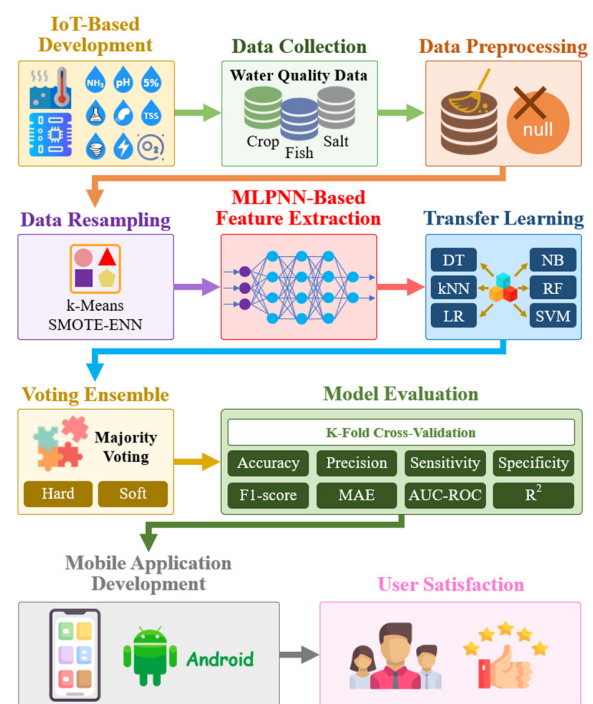 IoT-Based
Development
Data Collection
Data Preprocessing
NH3
pH
5%
TSS
O2
Water Quality Data
Crop
Fish
Salt
null
Data Resampling
MLPNN-Based
Feature Extraction
Transfer Learning
k-Means
SMOTE-ENN
DT
NB
kNN
RF
LR
SVM
Voting Ensemble
Model Evaluation
Majority
Voting
Hard
Soft
K-Fold Cross-Validation
Accuracy
Precision
Sensitivity
Specificity
F1-score
MAE
AUC-ROC
R²
Mobile Application
Development
User Satisfaction
Android